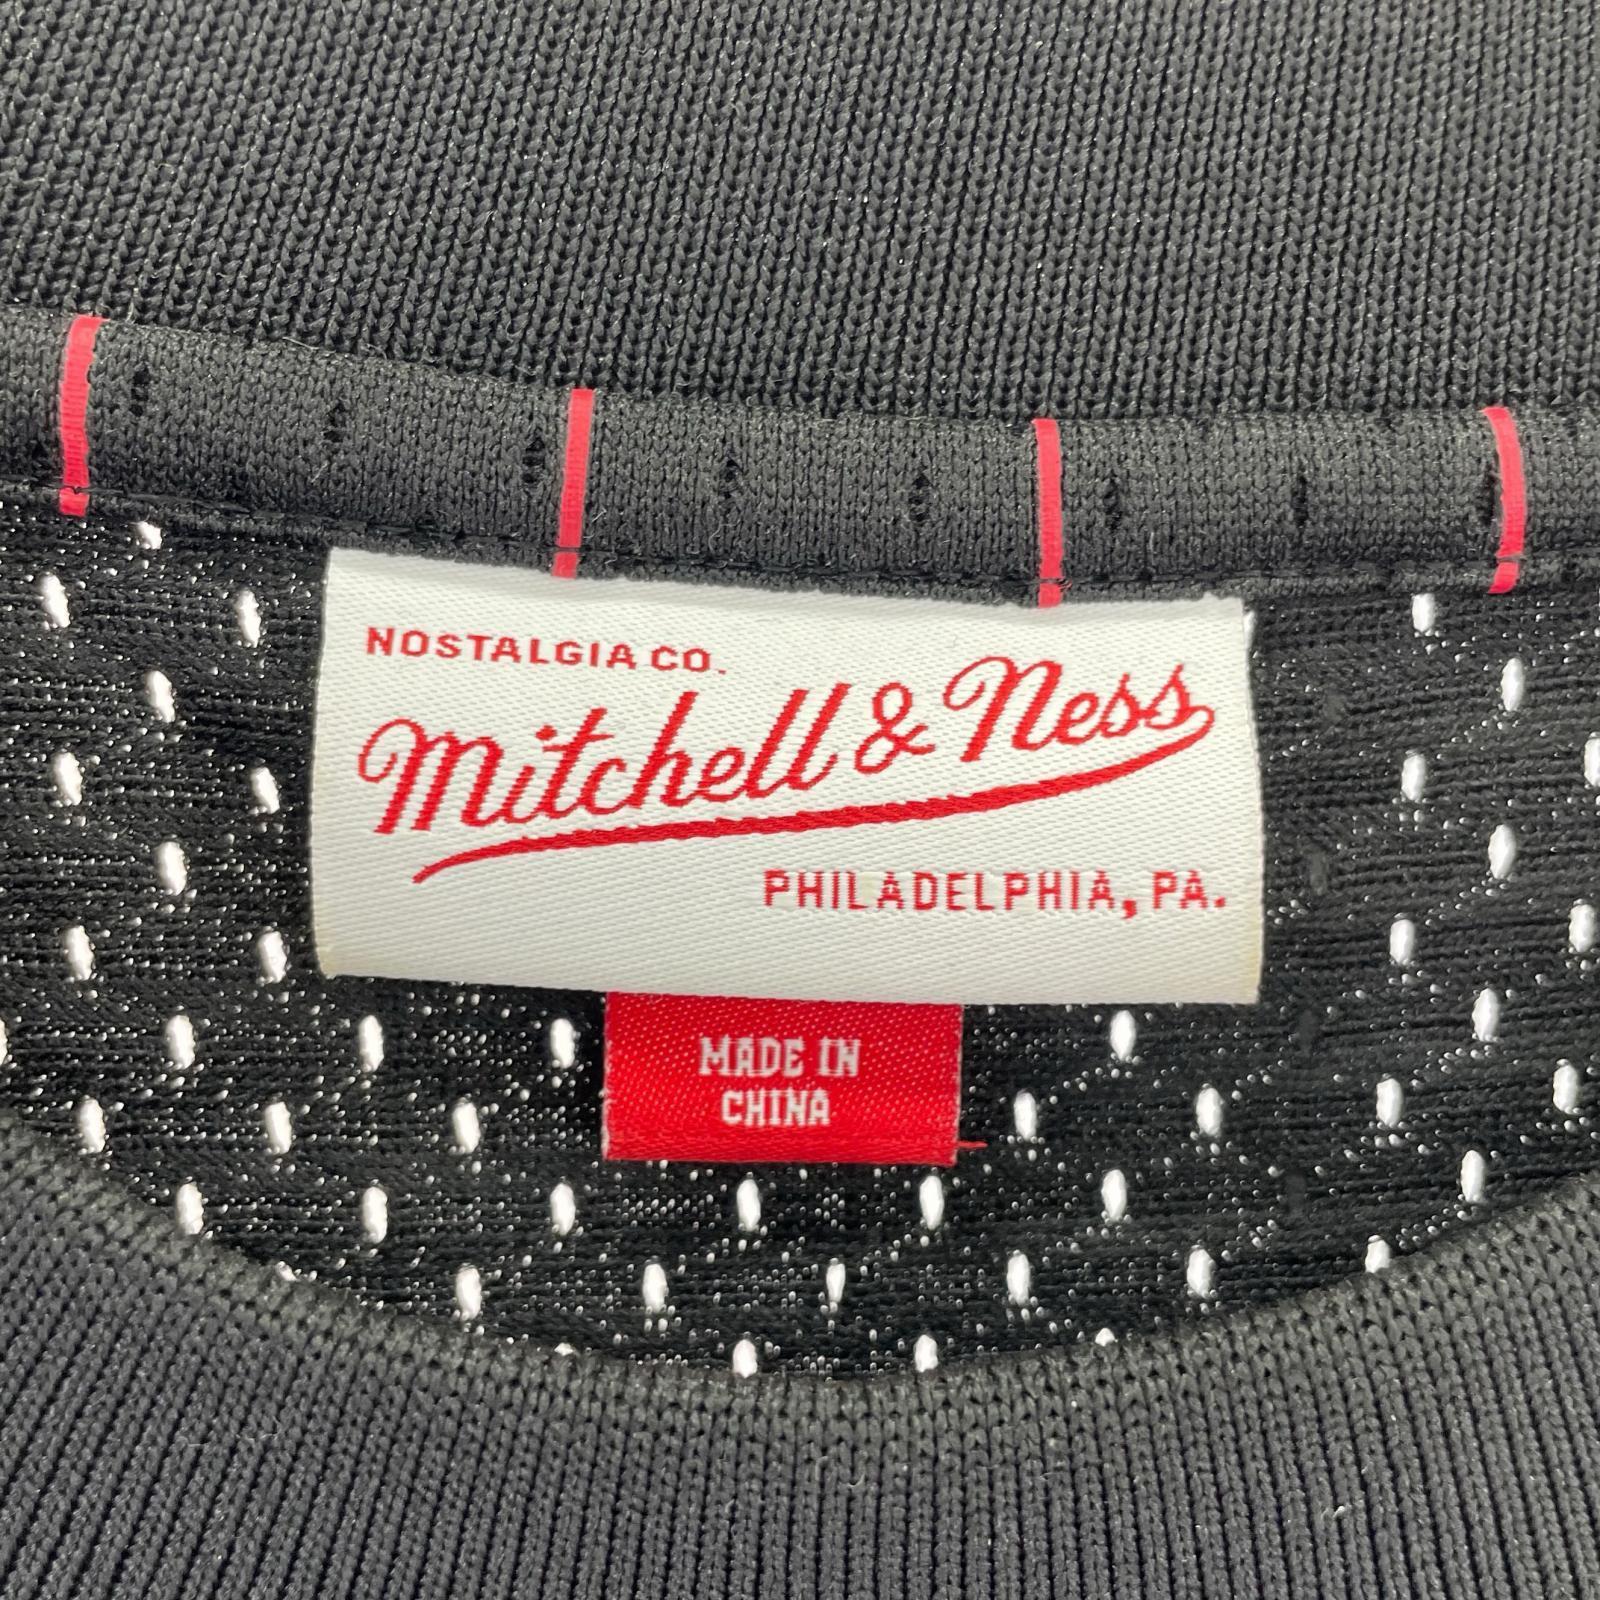 NOSTALGIA CO.
Mitchell & Ness
PHILADELPHIA, PA.
MADE IN
CHINA